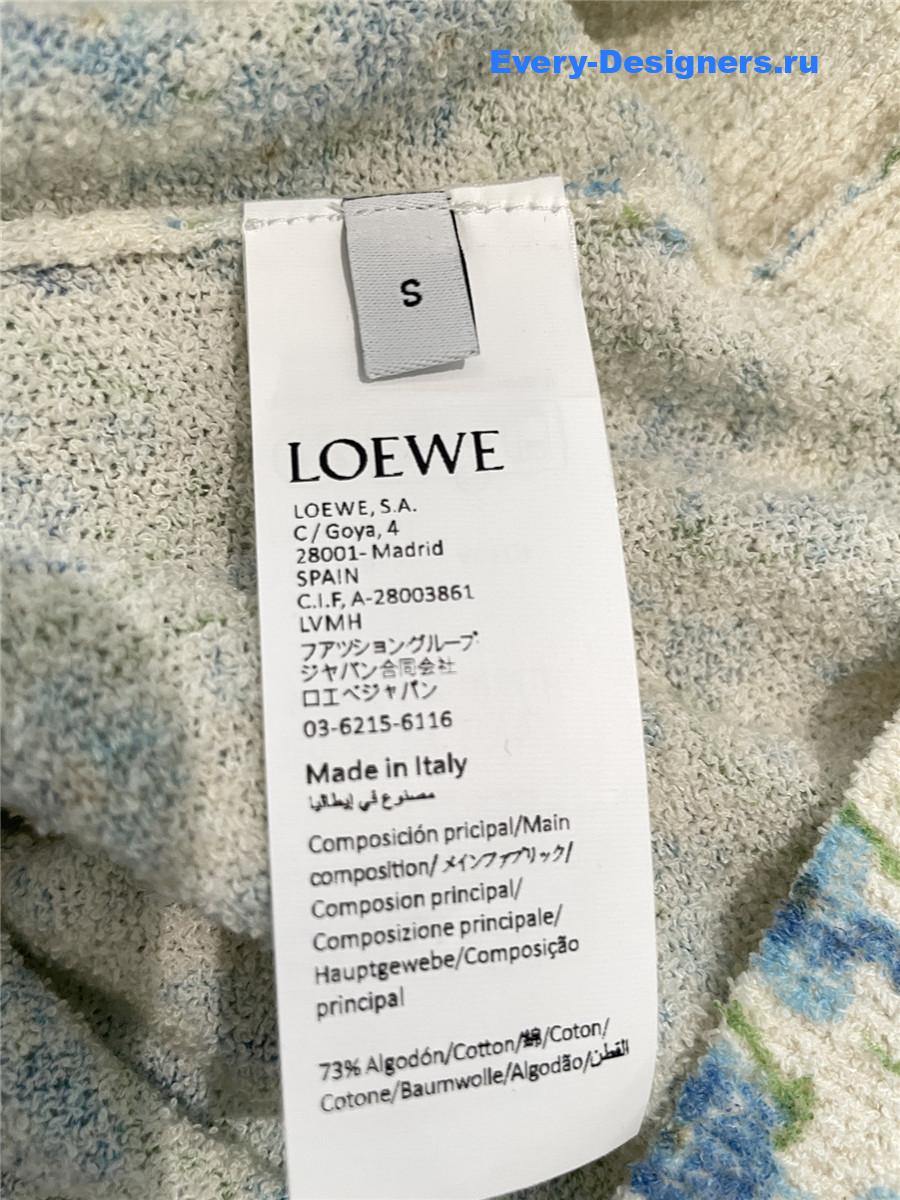 Every-Designers.ru
S
LOEWE
LOEWE, S.A.
C/Goya, 4
28001- Madrid
SPAIN
C.I.F, A-28003861
LVMH
フアツショングループ
ジャパン合同会社
ロエベジャパン
03-6215-6116
Made in Italy
مصنوع في إيطاليا
Composición pricipal/Main
composition/メインファブリック/
Composion principal/
Composizione principale/
Hauptgewebe/Composição
principal
73% Algodón/Cotton/綿/Coton/
Cotone/Baumwolle/Algodão/القطن